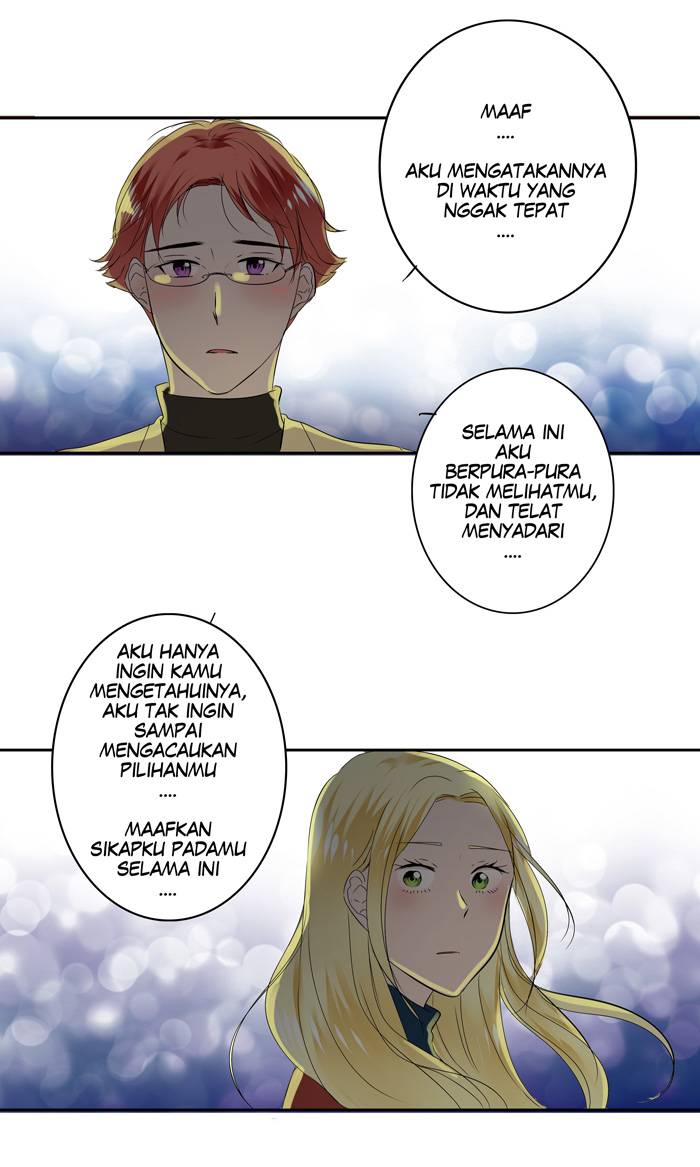 MAAF
....
AKU MENGATAKANNYA
DI WAKTU YANG
NGGAK TEPAT
....
SELAMA INI
AKU
BERPURA-PURA
TIDAK MELIHATMU,
DAN TELAT
MENYADARI
....
AKU HANYA
INGIN KAMU
MENGETAHUINYA,
AKU TAK INGIN
SAMPAI
MENGACAUKAN
PILIHANMU
....
MAAFKAN
SIKAPKU PADAMU
SELAMA INI
....